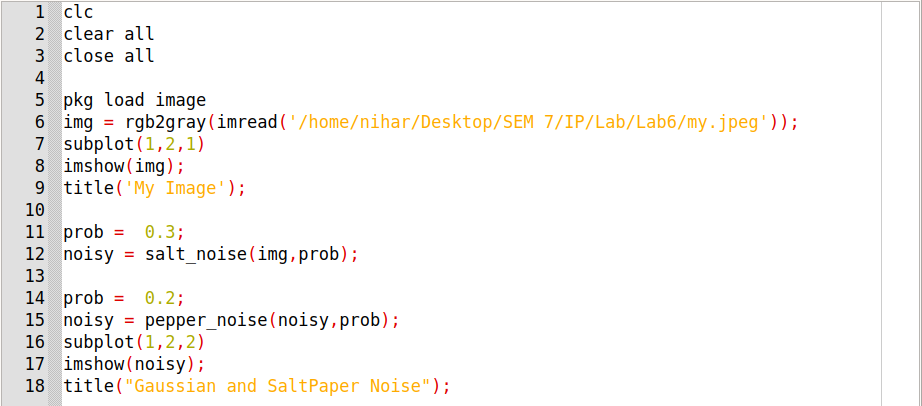 1 clc
2 clear all
3 close all
4
5 pkg load image
6 img = rgb2gray(imread('/home/nihar/Desktop/SEM 7/IP/Lab/Lab6/my.jpeg'));
7 subplot(1,2,1)
8 imshow(img);
9 title('My Image');
10
11 prob =  0.3;
12 noisy = salt_noise(img,prob);
13
14 prob =  0.2;
15 noisy = pepper_noise(noisy,prob);
16 subplot(1,2,2)
17 imshow(noisy);
18 title("Gaussian and SaltPaper Noise");